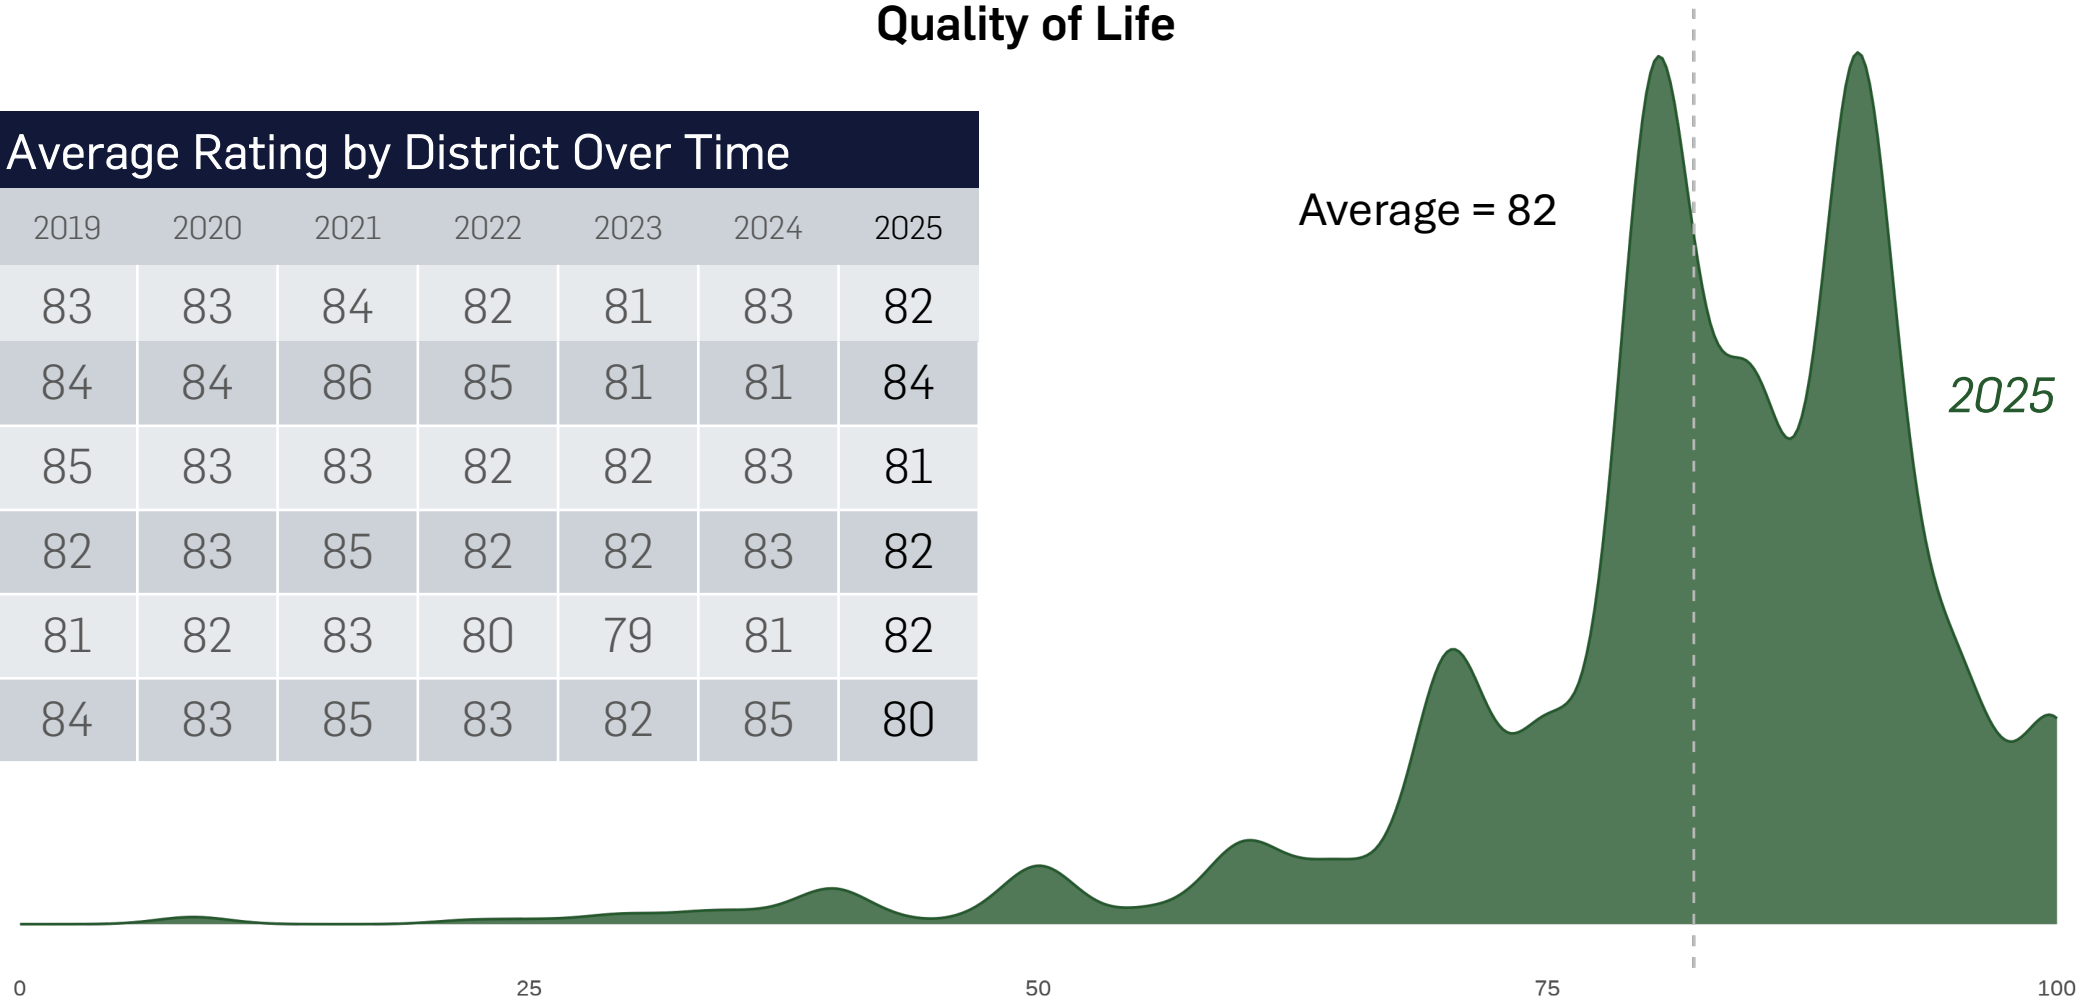 Quality of Life
Average Rating by District Over Time
2019 2020 2021 2022 2023 2024 2025
83 83 84 82 81 83 82
84 84 86 85 81 81 84
85 83 83 82 82 83 81
82 83 85 82 82 83 82
81 82 83 80 79 81 82
84 83 85 83 82 85 80
Average = 82
2025
0 25 50 75 100